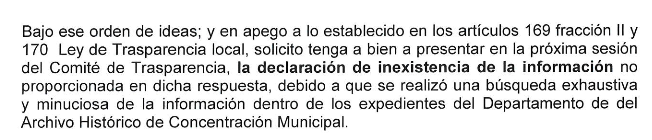 Bajo ese orden de ideas; y en apego a lo establecido en los artículos 169 fracción II y
170 Ley de Trasparencia local, solicito tenga a bien a presentar en la próxima sesión
del Comité de Trasparencia, la declaración de inexistencia de la información no
proporcionada en dicha respuesta, debido a que se realizó una búsqueda exhaustiva
y minuciosa de la información dentro de los expedientes del Departamento de del
Archivo Histórico de Concentración Municipal.